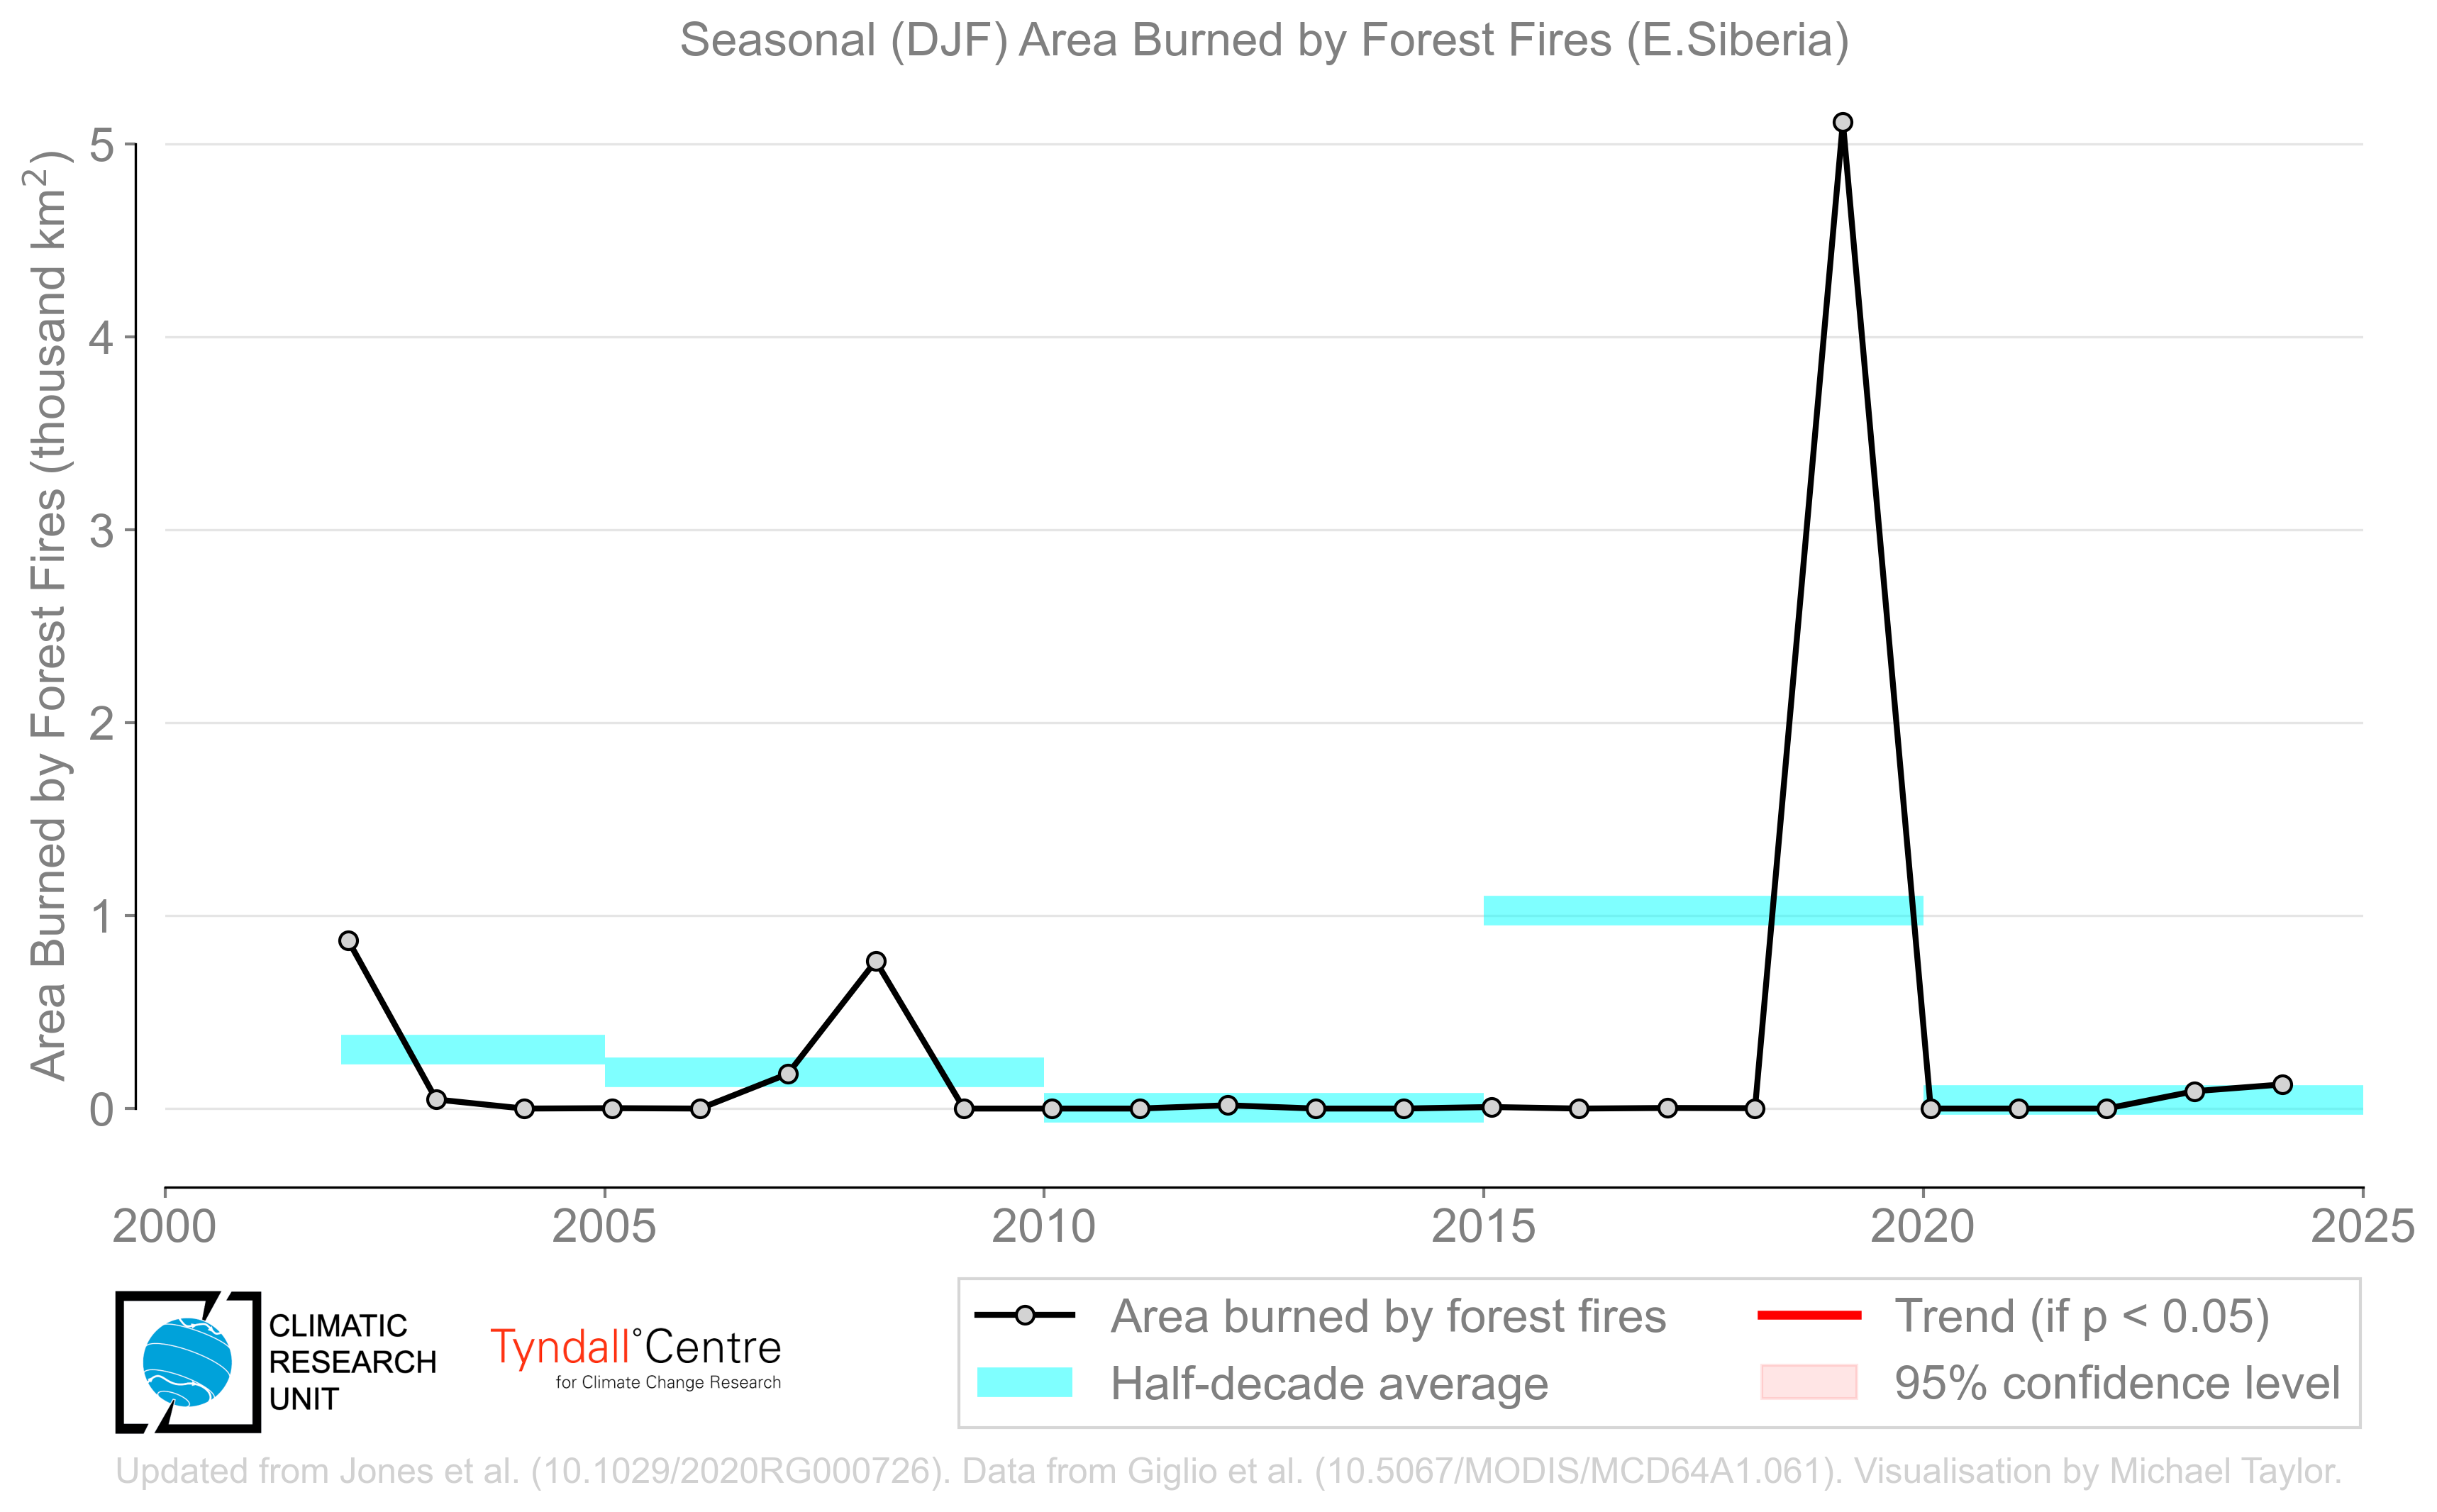 Seasonal (DJF) Area Burned by Forest Fires (E.Siberia)
Area Burned by Forest Fires (thousand km²)
5
4
3
2
1
0
2000 2005 2010 2015 2020 2025
CLIMATIC
RESEARCH
UNIT
Tyndall°Centre
for Climate Change Research
Area burned by forest fires
Half-decade average
Trend (if p < 0.05)
95% confidence level
Updated from Jones et al. (10.1029/2020RG000726). Data from Giglio et al. (10.5067/MODIS/MCD64A1.061). Visualisation by Michael Taylor.